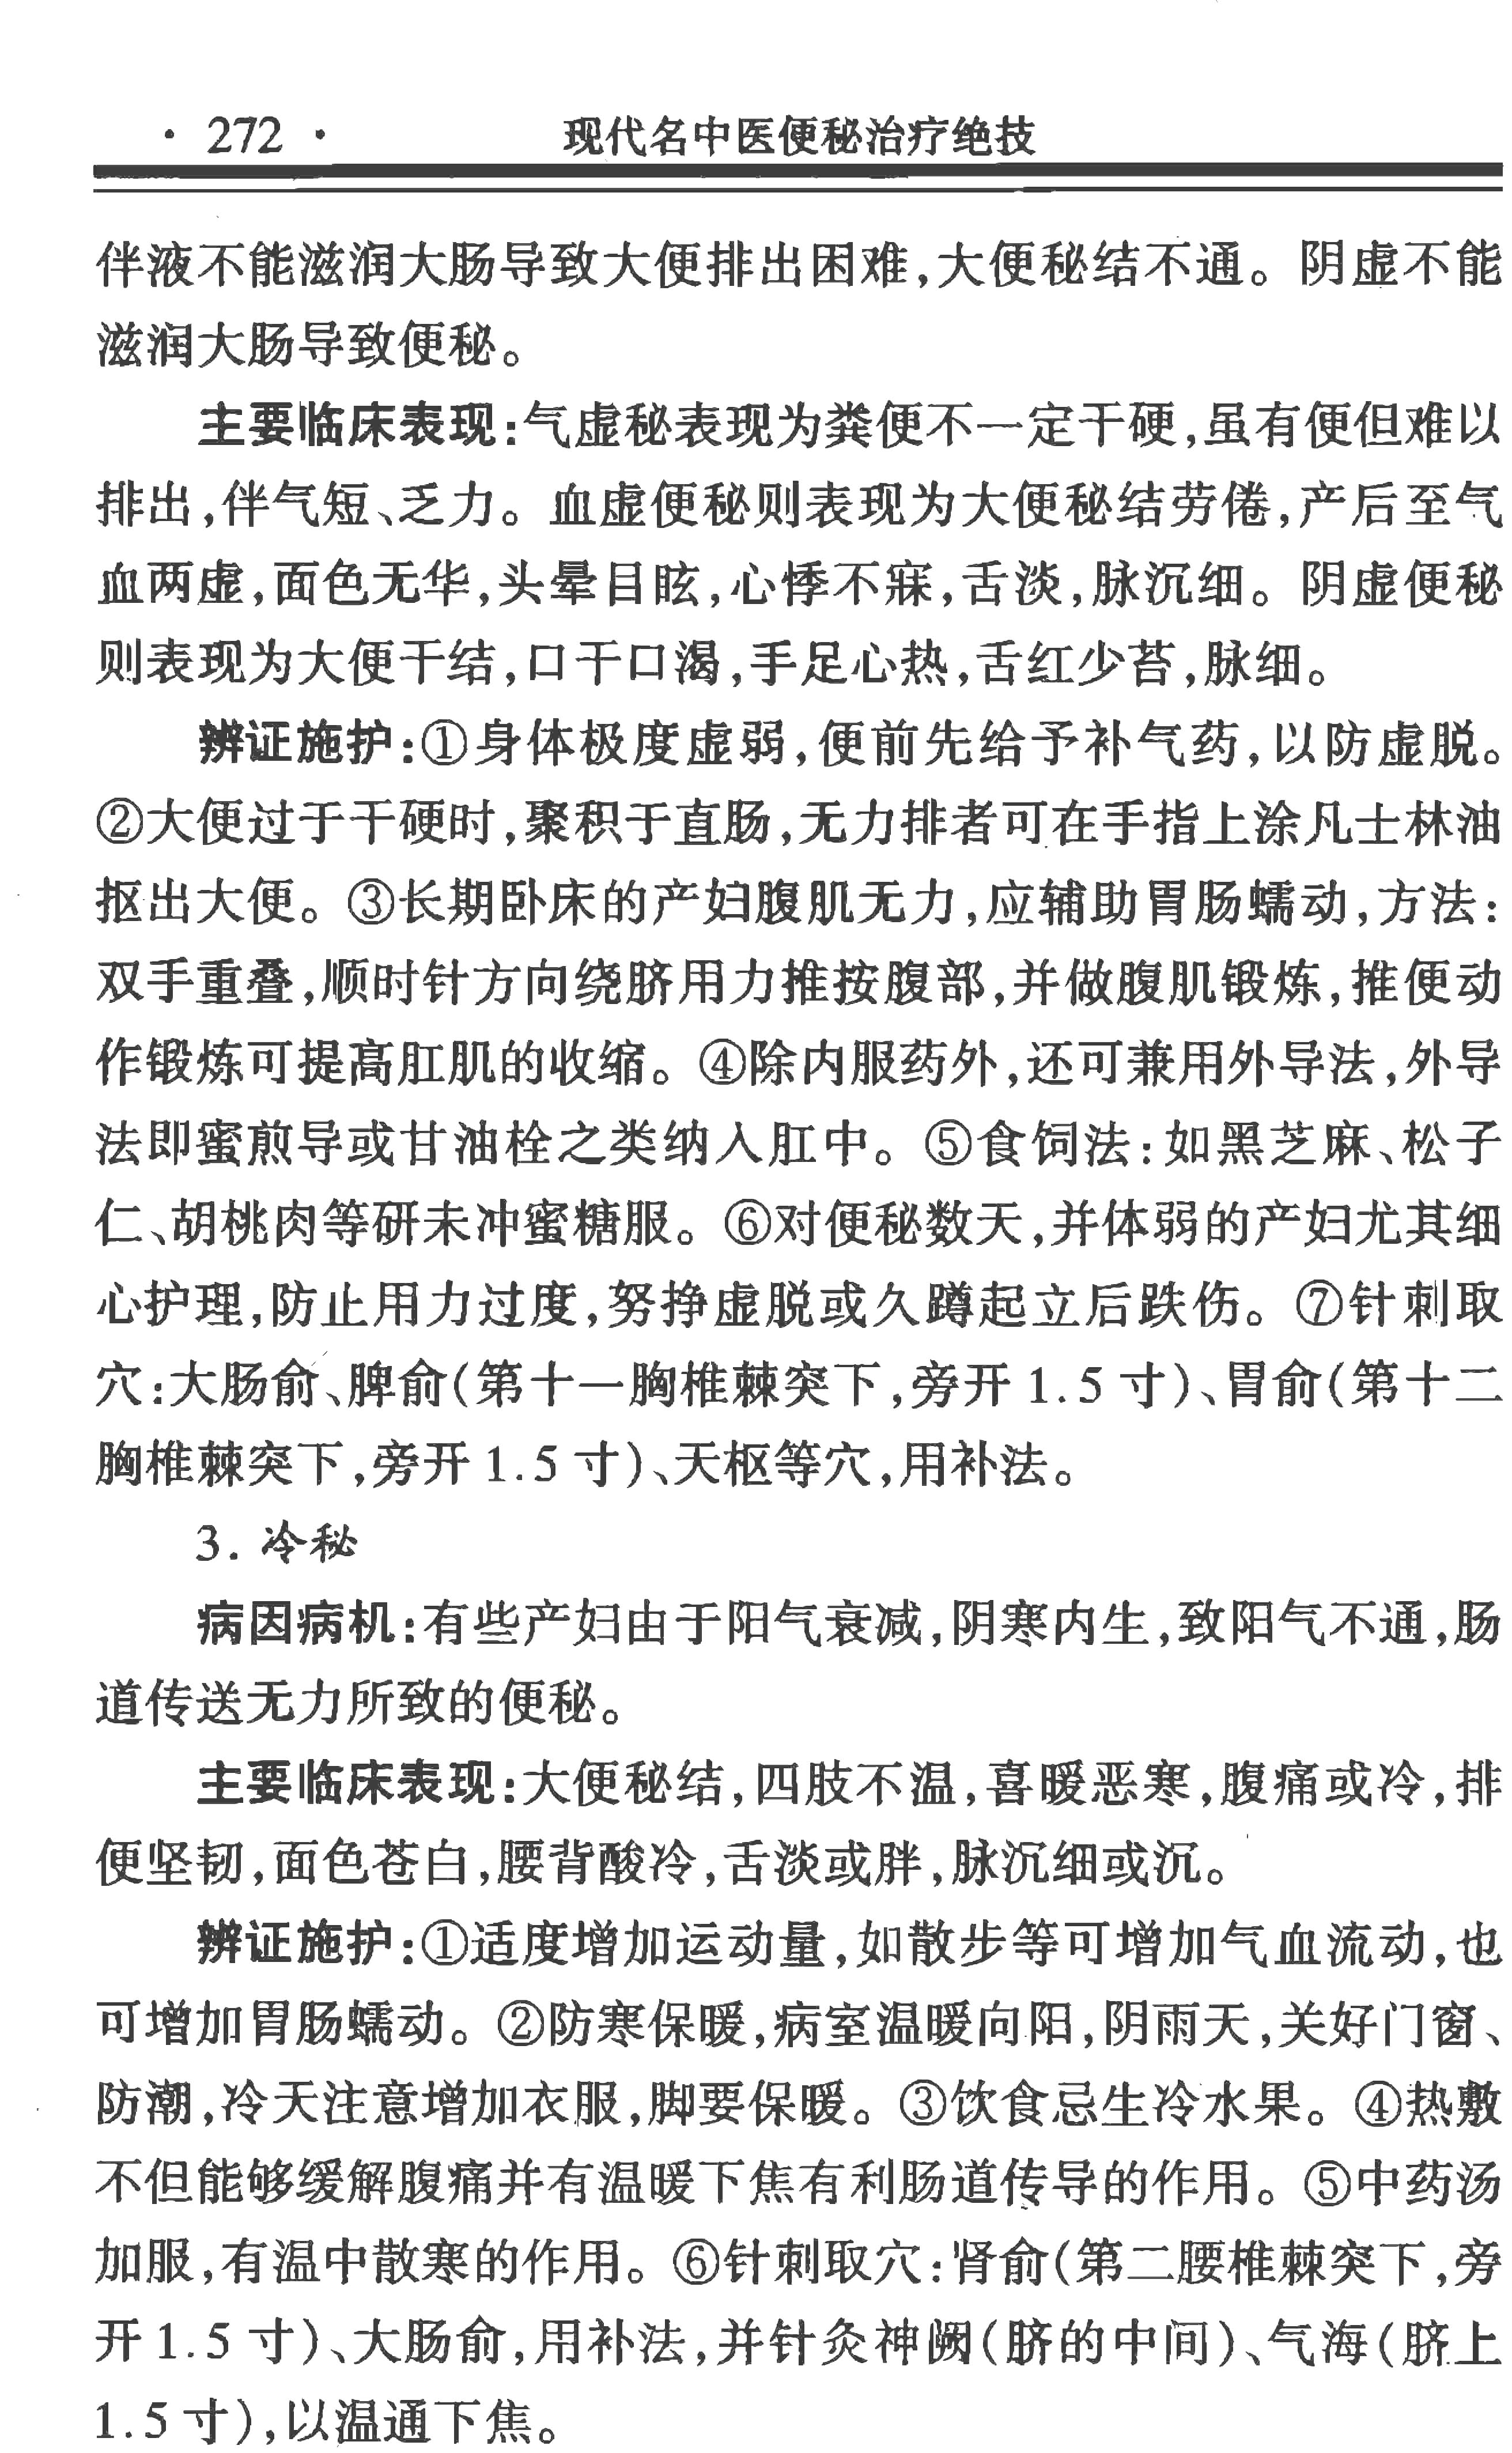 · 272 · 现代名中医便秘治疗绝技
伴液不能滋润大肠导致大便排出困难,大便秘结不通。阴虚不能
滋润大肠导致便秘。
主要临床表现:气虚秘表现为粪便不一定干硬,虽有便但难以
排出,伴气短、乏力。血虚便秘则表现为大便秘结劳倦,产后至气
血两虚,面色无华,头晕目眩,心悸不寐,舌淡,脉沉细。阴虚便秘
则表现为大便干结,口干口渴,手足心热,舌红少苔,脉细。
辨证施护:①身体极度虚弱,便前先给予补气药,以防虚脱。
②大便过于干硬时,聚积于直肠,无力排者可在手指上涂凡士林油
抠出大便。③长期卧床的产妇腹肌无力,应辅助胃肠蠕动,方法:
双手重叠,顺时针方向绕脐用力推按腹部,并做腹肌锻炼,推便动
作锻炼可提高肛肌的收缩。④除内服药外,还可兼用外导法,外导
法即蜜煎导或甘油栓之类纳入肛中。⑤食饲法:如黑芝麻、松子
仁、胡桃肉等研末冲蜜糖服。⑥对便秘数天,并体弱的产妇尤其细
心护理,防止用力过度,努挣虚脱或久蹲起立后跌伤。⑦针刺取
穴:大肠俞、脾俞(第十一胸椎棘突下,旁开1.5寸)、胃俞(第十二
胸椎棘突下,旁开1.5寸)、天枢等穴,用补法。
3. 冷秘
病因病机:有些产妇由于阳气衰减,阴寒内生,致阳气不通,肠
道传送无力所致的便秘。
主要临床表现:大便秘结,四肢不温,喜暖恶寒,腹痛或冷,排
便坚韧,面色苍白,腰背酸冷,舌淡或胖,脉沉细或沉。
辨证施护:①适度增加运动量,如散步等可增加气血流动,也
可增加胃肠蠕动。②防寒保暖,病室温暖向阳,阴雨天,关好门窗、
防潮,冷天注意增加衣服,脚要保暖。③饮食忌生冷水果。④热敷
不但能够缓解腹痛并有温暖下焦有利肠道传导的作用。⑤中药汤
加服,有温中散寒的作用。⑥针刺取穴:肾俞(第二腰椎棘突下,旁
开1.5寸)、大肠俞,用补法,并针灸神阙(脐的中间)、气海(脐上
1.5寸),以温通下焦。